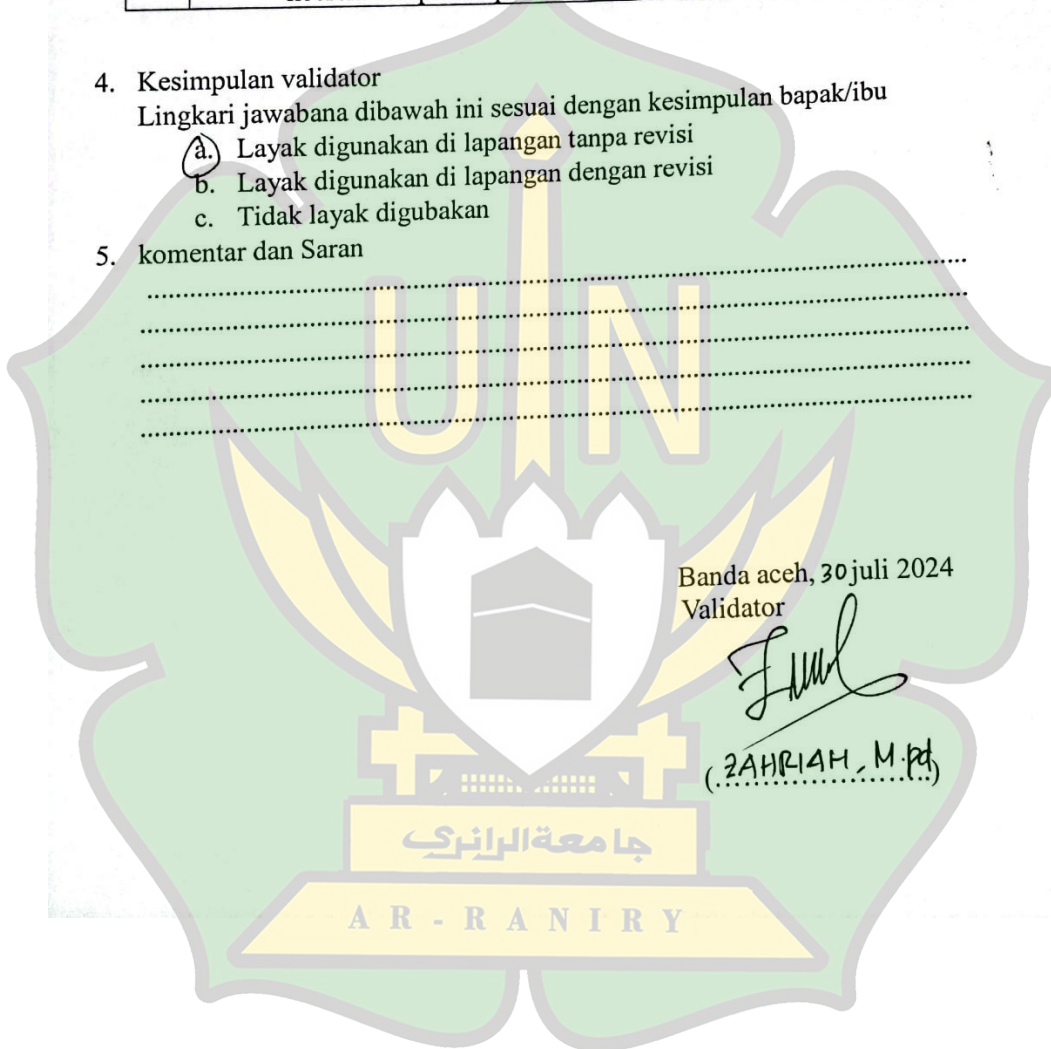 4. Kesimpulan validator
Lingkari jawabana dibawah ini sesuai dengan kesimpulan bapak/ibu
a. Layak digunakan di lapangan tanpa revisi
b. Layak digunakan di lapangan dengan revisi
c. Tidak layak digubakan
5. komentar dan Saran
UIN
Banda aceh, 30 juli 2024
Validator
(ZAHRIAH, M.pd)
جامعةالرانري
AR-RANIRY